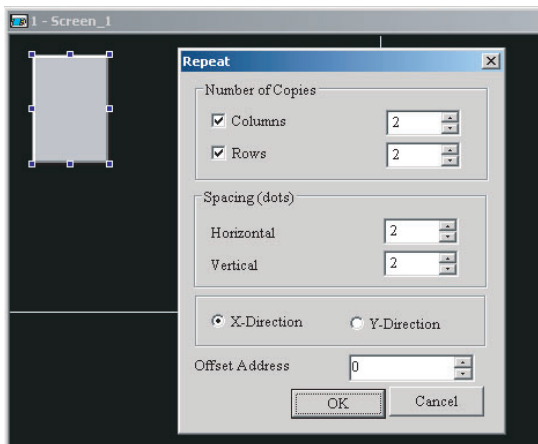 1 - Screen_1
Repeat
Number of Copies
Columns 2
Rows 2
Spacing (dots)
Horizontal 2
Vertical 2
X-Direction Y-Direction
Offset Address 0
OK Cancel